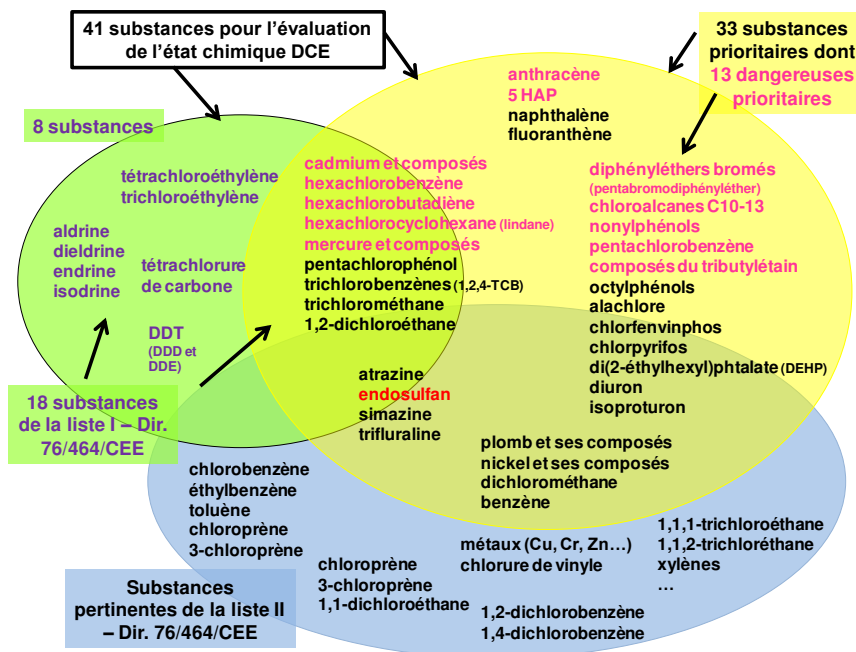 41 substances pour l'évaluation
de l'état chimique DCE
33 substances
prioritaires dont
13 dangereuses
prioritaires
8 substances
anthracène
5 HAP
naphtalène
fluoranthène
tétrachloroéthylène
trichloroéthylène
aldrine
dieldrine
endrine
isodrine
tétrachlorure
de carbone
DDT
(DDD et
DDE)
cadmium et composés
hexachlorobenzène
hexachlorobutadiène
hexachlorocyclohexane (lindane)
mercure et composés
pentachlorophénol
trichlorobenzènes (1,2,4-TCB)
trichlorométhane
1,2-dichloroéthane
diphényléthers bromés
(pentabromodiphényléther)
chloroalcanes C10-13
nonylphénols
pentachlorobenzène
composés du tributylétain
octylphénols
alachlore
chlorfenvinphos
chlorpyrifos
di(2-éthylhexyl)phtalate (DEHP)
diuron
isoproturon
atrazine
endosulfan
simazine
trifluraline
18 substances
de la liste I – Dir.
76/464/CEE
plomb et ses composés
nickel et ses composés
dichlorométhane
benzène
chlorobenzène
éthylbenzène
toluène
chloroprène
3-chloroprène
métaux (Cu, Cr, Zn…)
chlorure de vinyle
1,1,1-trichloroéthane
1,1,2-trichloréthane
xylènes
…
chloroprène
3-chloroprène
1,1-dichloroéthane
1,2-dichlorobenzène
1,4-dichlorobenzène
Substances
pertinentes de la liste II
– Dir. 76/464/CEE